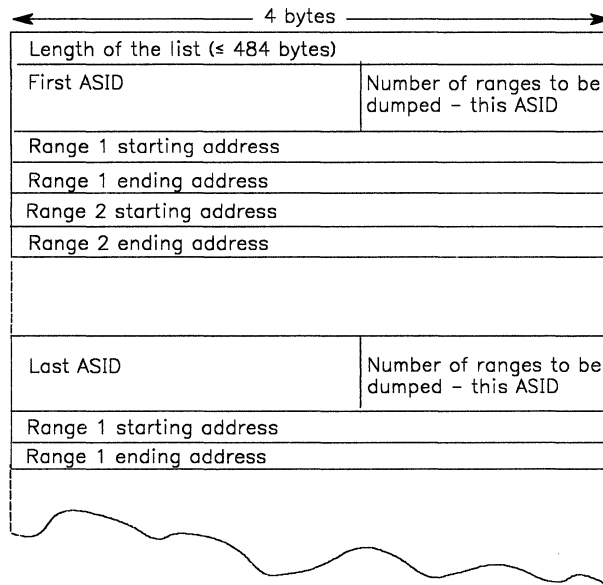 4 bytes
Length of the list (≤ 484 bytes)
First ASID
Number of ranges to be
dumped – this ASID
Range 1 starting address
Range 1 ending address
Range 2 starting address
Range 2 ending address
Last ASID
Number of ranges to be
dumped – this ASID
Range 1 starting address
Range 1 ending address